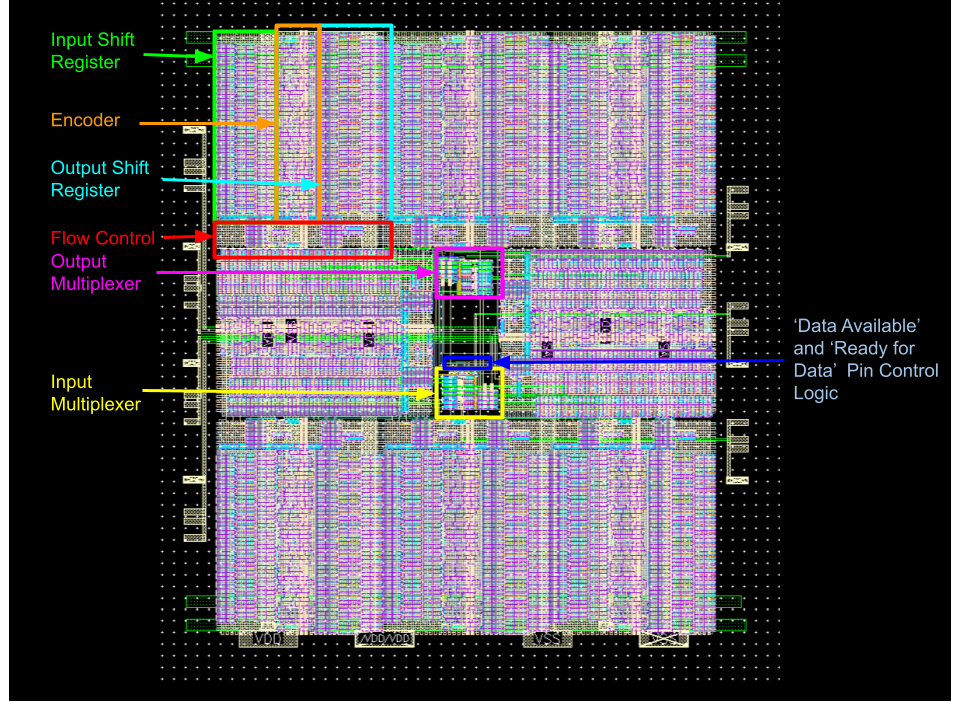 Input Shift
Register
Encoder
Output Shift
Register
Flow Control
Output
Multiplexer
Input
Multiplexer
‘Data Available’
and ‘Ready for
Data’ Pin Control
Logic
VDD
/VDD/VDD
VSS